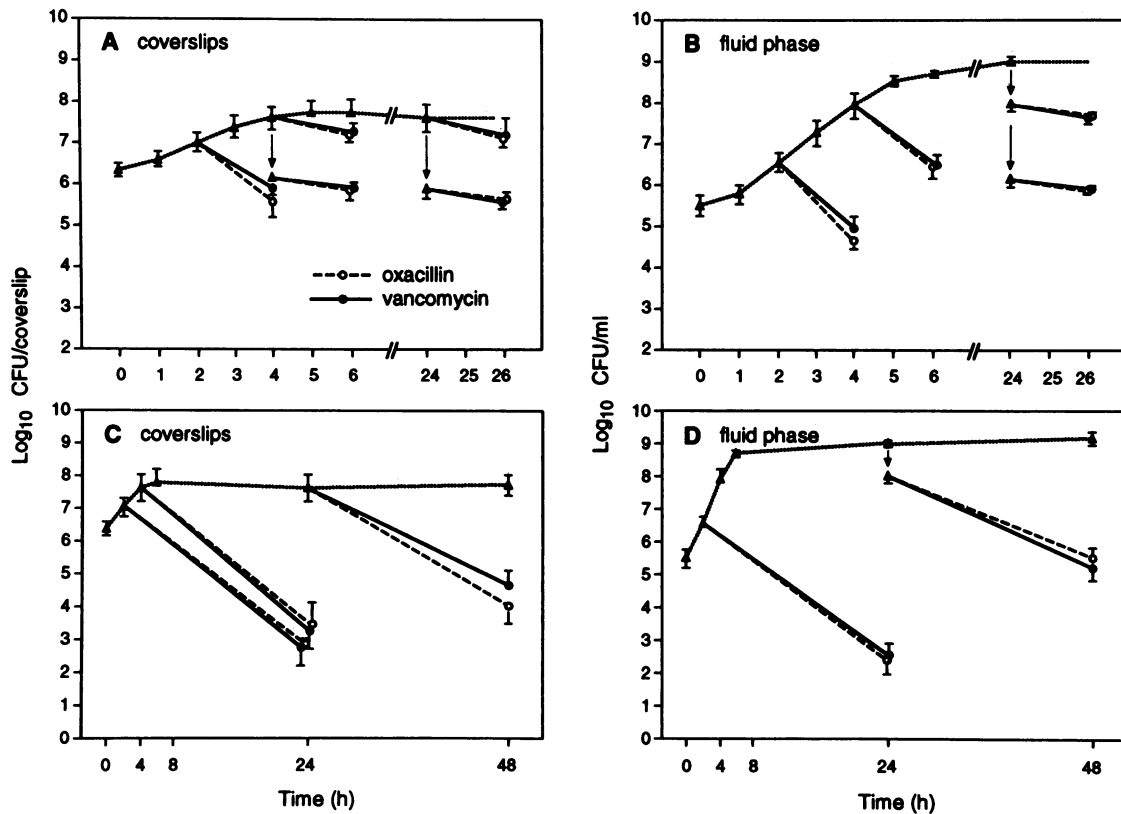 A coverslips
10
9
8
7
6
5
4
3
2
oxacillin
vancomycin
0 1 2 3 4 5 6 // 24 25 26
B fluid phase
10
9
8
7
6
5
4
3
2
0 1 2 3 4 5 6 // 24 25 26
Log10 CFU/coverslip
Log10 CFU/ml
C coverslips
10
9
8
7
6
5
4
3
2
1
0
0 4 8 24 48
Time (h)
D fluid phase
10
9
8
7
6
5
4
3
2
1
0
0 4 8 24 48
Time (h)